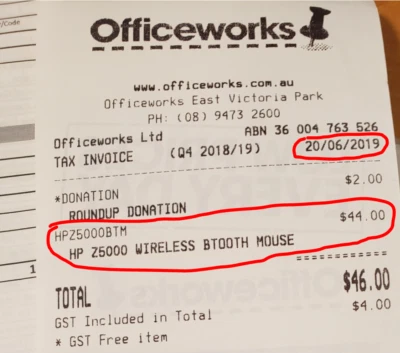 /Code
Officeworks
www.officeworks.com.au
Officeworks East Victoria Park
PH: (08) 9473 2600
Officeworks Ltd ABN 36 004 763 526
TAX INVOICE (Q4 2018/19) 20/06/2019
*DONATION $2.00
ROUNDUP DONATION
HPZ5000BTM $44.00
HP Z5000 WIRELESS BTOOTH MOUSE
TOTAL $46.00
GST Included in Total $4.00
* GST Free item
1